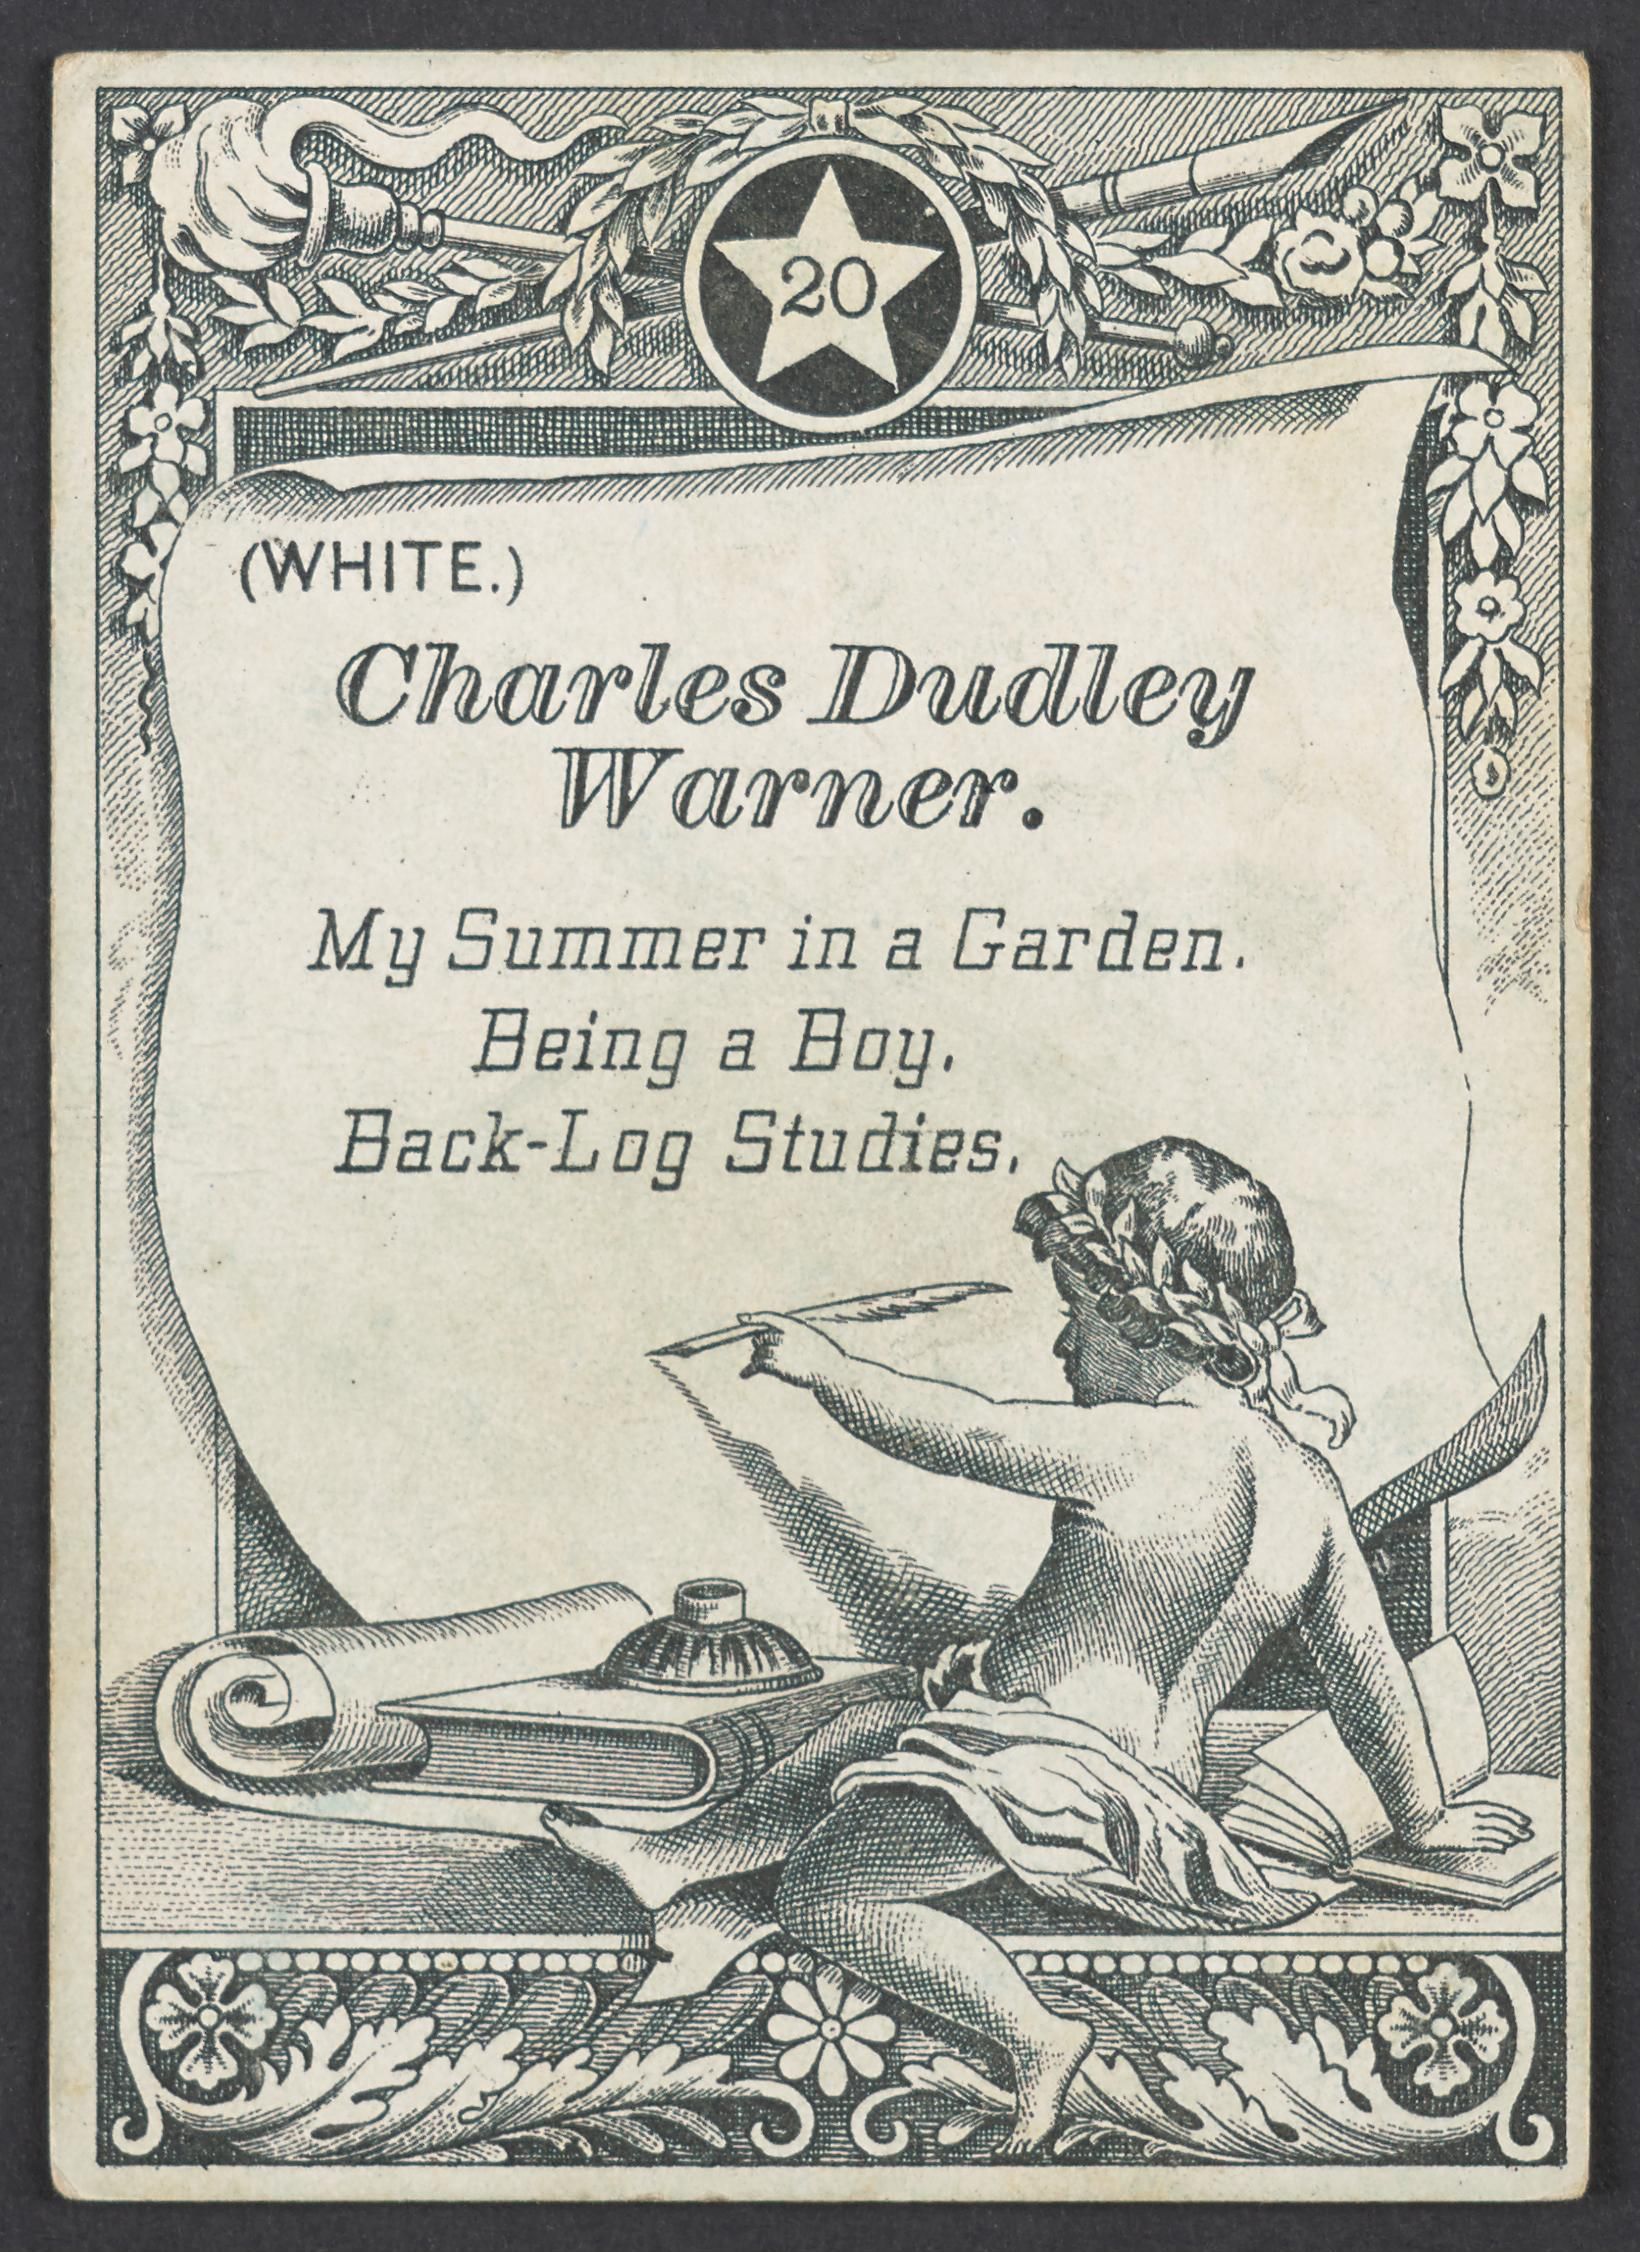 20
(WHITE.)
Charles Dudley
Warner.
My Summer in a Garden.
Being a Boy.
Back-Log Studies.